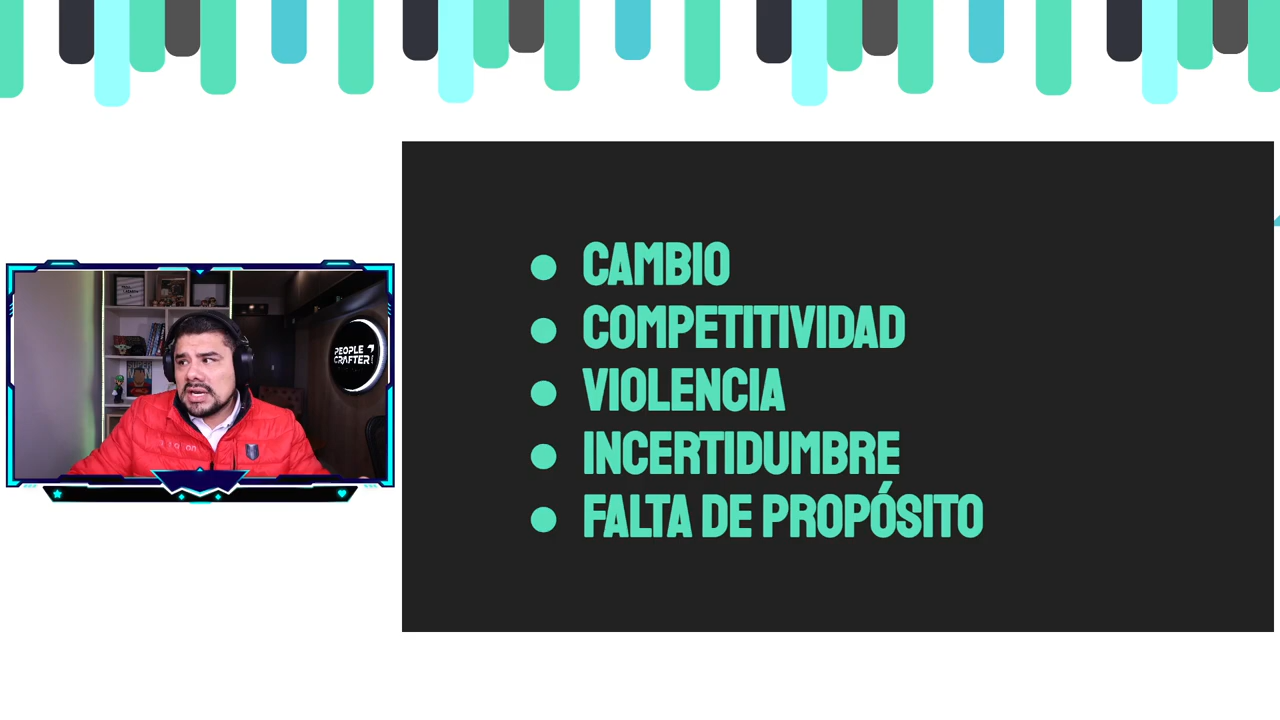 CAMBIO
COMPETITIVIDAD
VIOLENCIA
INCERTIDUMBRE
FALTA DE PROPÓSITO
PEOPLE
CRAFTER